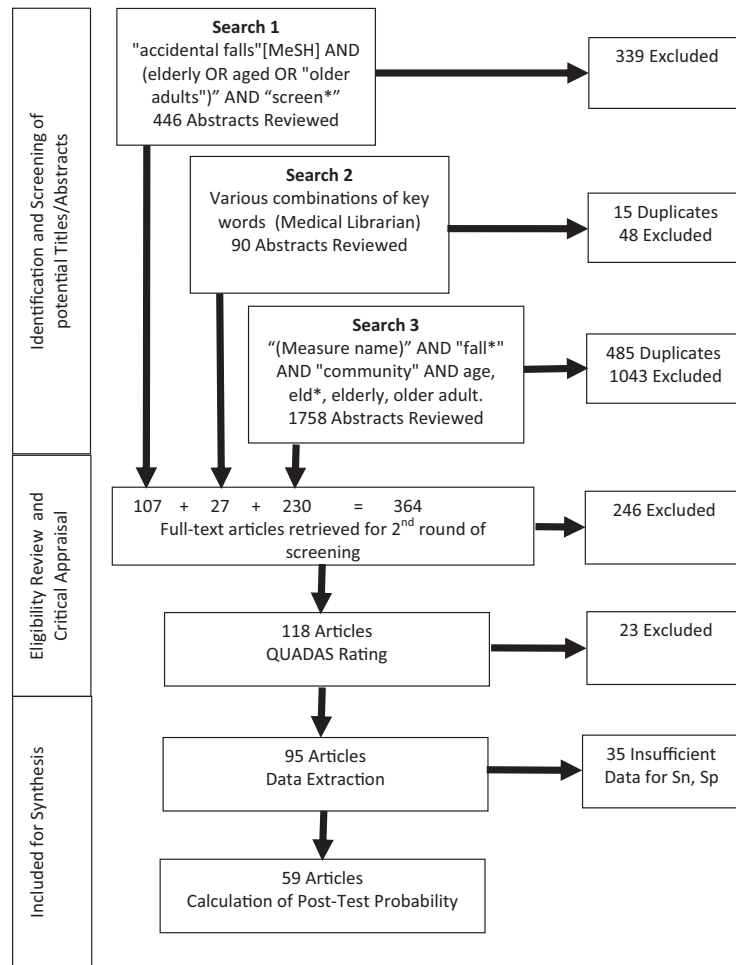 Identification and Screening of
potential Titles/Abstracts
Search 1
"accidental falls"[MeSH] AND
(elderly OR aged OR "older
adults")” AND “screen*”
446 Abstracts Reviewed
339 Excluded
Search 2
Various combinations of key
words (Medical Librarian)
90 Abstracts Reviewed
15 Duplicates
48 Excluded
Search 3
“(Measure name)” AND "fall*"
AND "community" AND age,
eld*, elderly, older adult.
1758 Abstracts Reviewed
485 Duplicates
1043 Excluded
Eligibility Review and
Critical Appraisal
107 + 27 + 230 = 364
Full-text articles retrieved for 2nd round of
screening
246 Excluded
118 Articles
QUADAS Rating
23 Excluded
Included for Synthesis
95 Articles
Data Extraction
35 Insufficient
Data for Sn, Sp
59 Articles
Calculation of Post-Test Probability